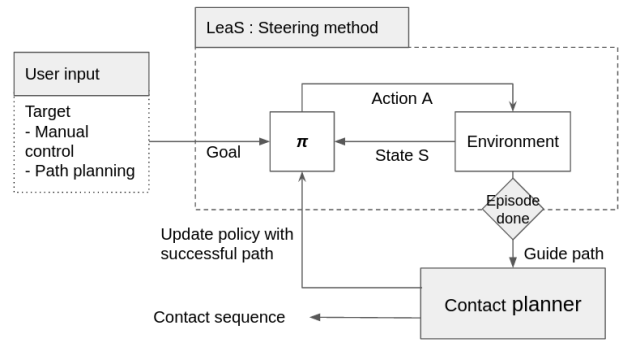 LeaS : Steering method
User input
Target
- Manual
control
- Path planning
Goal
π
Action A
State S
Environment
Episode
done
Update policy with
successful path
Guide path
Contact planner
Contact sequence